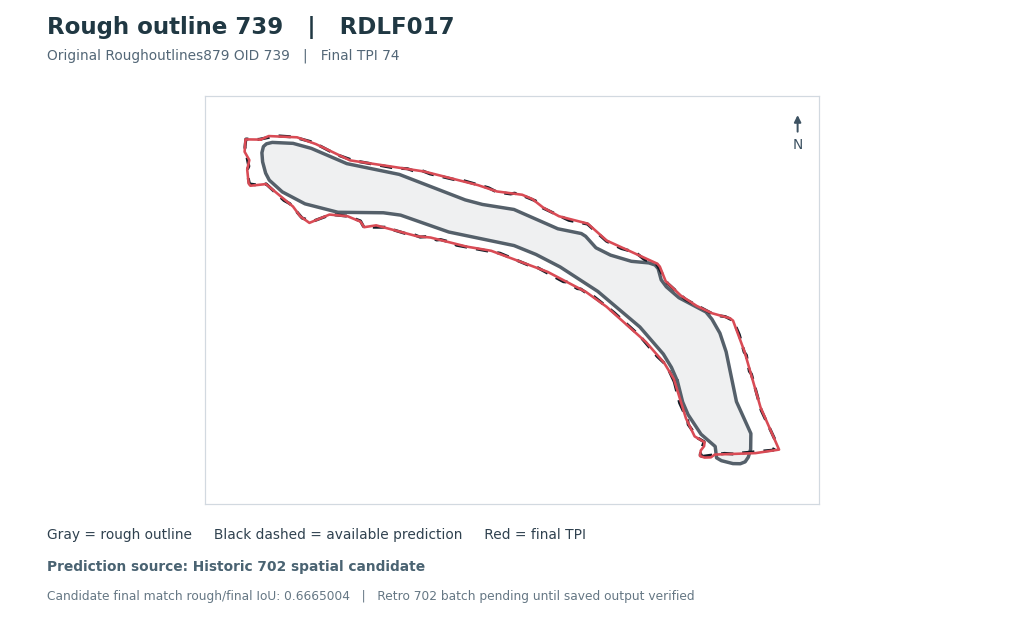 Rough outline 739   |   RDLF017
Original Roughoutlines879 OID 739   |   Final TPI 74
N
Gray = rough outline     Black dashed = available prediction     Red = final TPI
Prediction source: Historic 702 spatial candidate
Candidate final match rough/final IoU: 0.6665004   |   Retro 702 batch pending until saved output verified